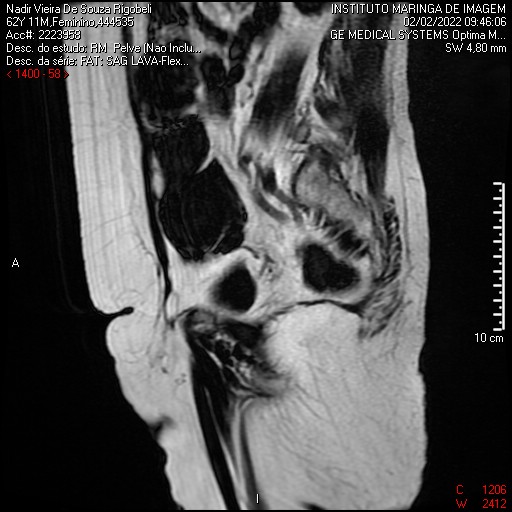 Nadir Vieira De Souza Rigobeli
62Y 11M,Feminino,444535
Acc#: 2223953
Desc. do estudo: RM Pelve (Nao Inclu...
Desc. da série: FAT: SAG LAVA-Flex...
< 1400 - 58 >
INSTITUTO MARINGA DE IMAGEM
02/02/2022 09:46:06
GE MEDICAL SYSTEMS Optima M...
SW 4,80 mm
A
10 cm
I
C 1206
W 2412